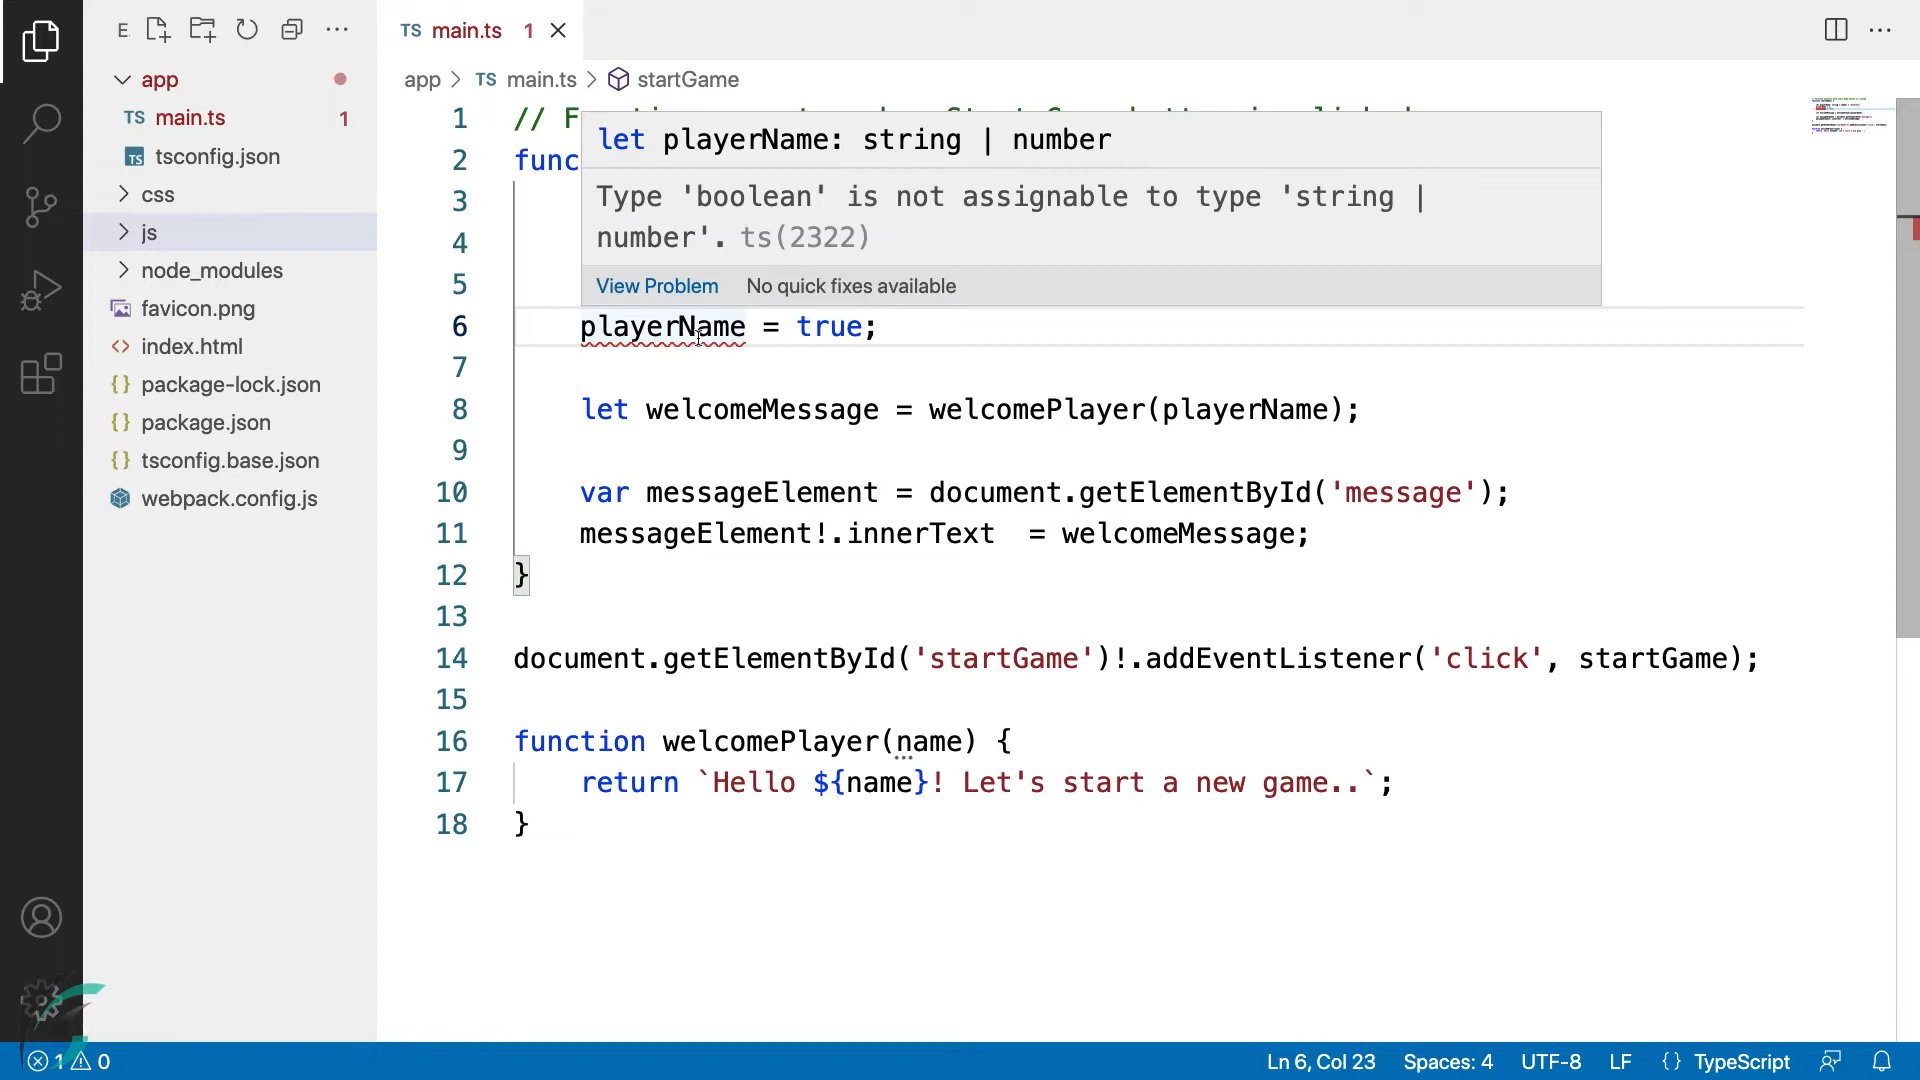 E
TS main.ts 1
app
app > TS main.ts > startGame
TS main.ts 1
TS tsconfig.json
css
js
node_modules
favicon.png
index.html
package-lock.json
package.json
tsconfig.base.json
webpack.config.js
1 //
2 func
3
4
5
let playerName: string | number
Type 'boolean' is not assignable to type 'string |
number'. ts(2322)
View Problem No quick fixes available
6 playerName = true;
7
8 let welcomeMessage = welcomePlayer(playerName);
9
10 var messageElement = document.getElementById('message');
11 messageElement!.innerText  = welcomeMessage;
12 }
13
14 document.getElementById('startGame')!.addEventListener('click', startGame);
15
16 function welcomePlayer(name) {
17 return `Hello ${name}! Let's start a new game..`;
18 }
1 0
Ln 6, Col 23 Spaces: 4 UTF-8 LF {} TypeScript